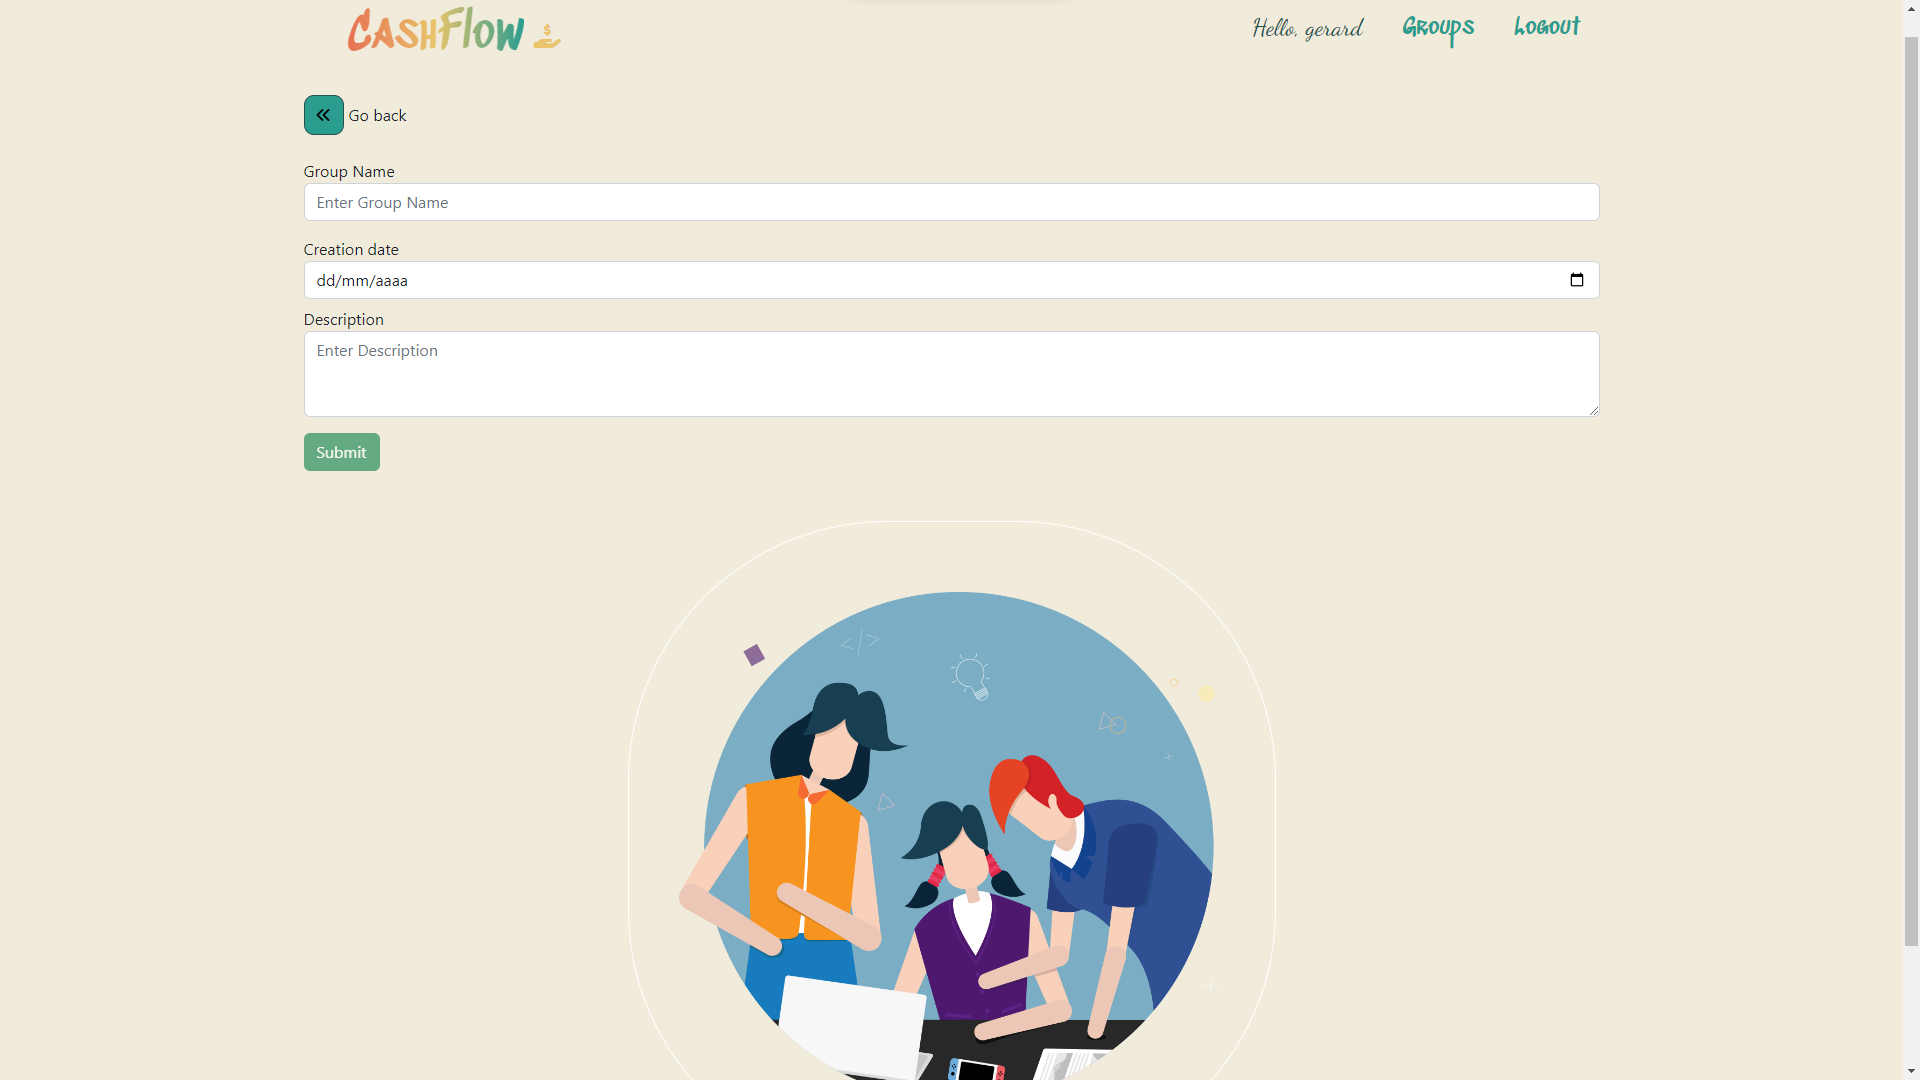 CASHFLOW
Hello, gerard
Groups
Logout
Go back
Group Name
Enter Group Name
Creation date
dd/mm/aaaa
Description
Enter Description
Submit